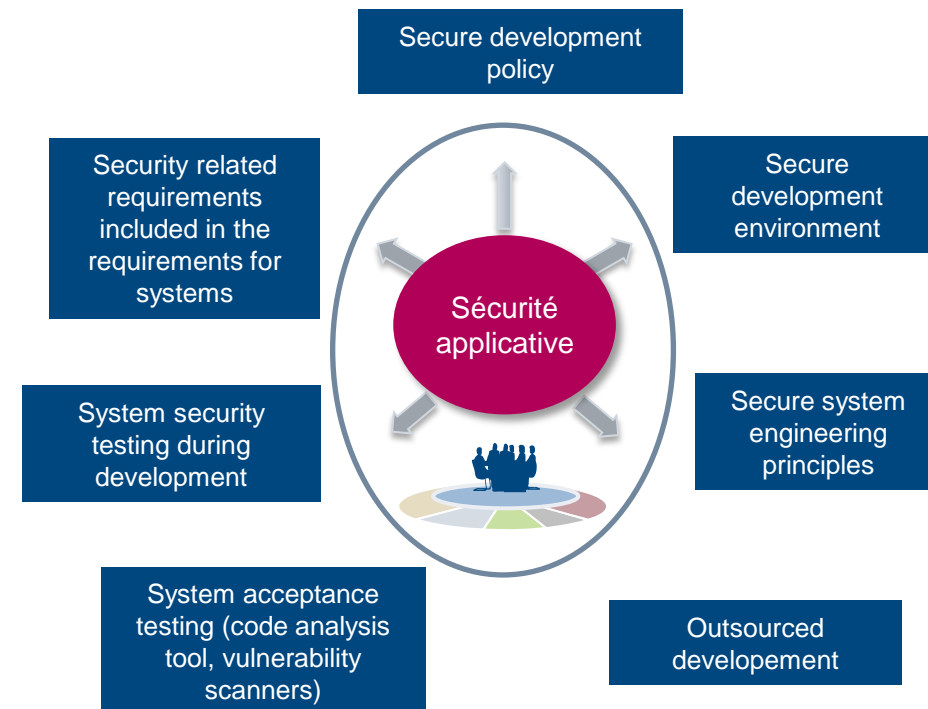 Secure development
policy
Security related
requirements
included in the
requirements for
systems
Secure
development
environment
Sécurité
applicative
System security
testing during
development
Secure system
engineering
principles
System acceptance
testing (code analysis
tool, vulnerability
scanners)
Outsourced
developement